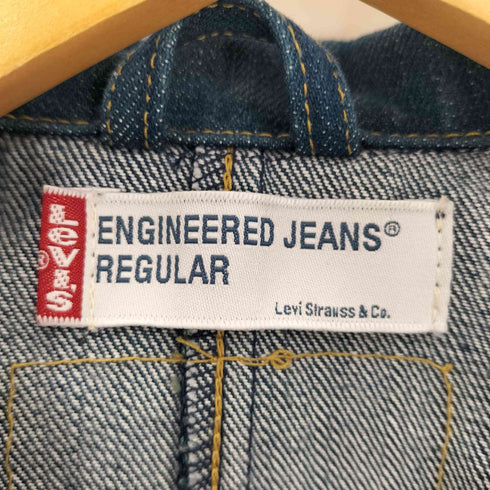 LEVI'S®
ENGINEERED JEANS®
REGULAR
Levi Strauss & Co.